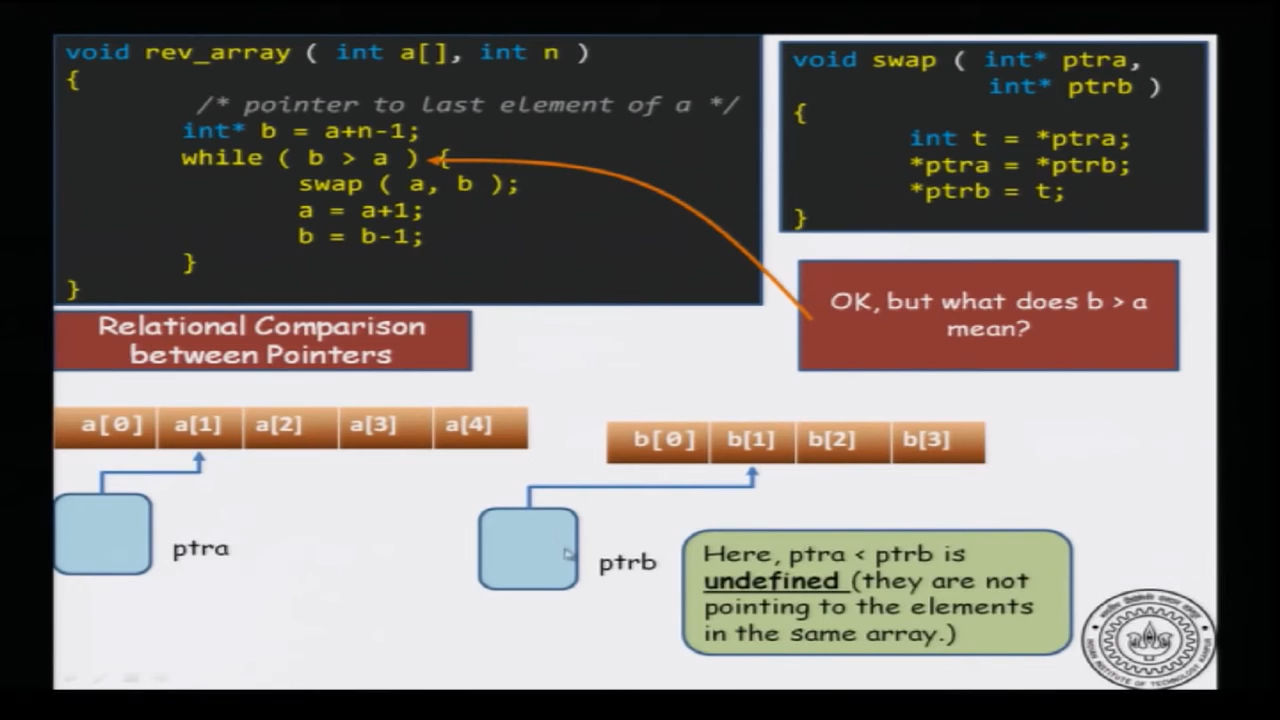 void rev_array ( int a[], int n )
{
/* pointer to last element of a */
int* b = a+n-1;
while ( b > a ) {
swap ( a, b );
a = a+1;
b = b-1;
}
}
void swap ( int* ptra,
int* ptrb )
{
int t = *ptra;
*ptra = *ptrb;
*ptrb = t;
}
OK, but what does b > a
mean?
Relational Comparison
between Pointers
a[0] a[1] a[2] a[3] a[4]
b[0] b[1] b[2] b[3]
ptra
ptrb
Here, ptra < ptrb is
undefined (they are not
pointing to the elements
in the same array.)